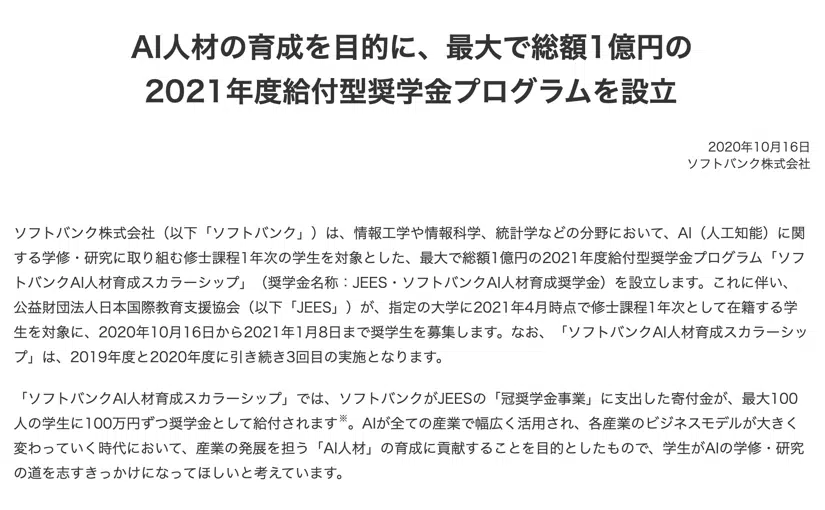 AI人材の育成を目的に、最大で総額1億円の
2021年度給付型奨学金プログラムを設立
2020年10月16日
ソフトバンク株式会社
ソフトバンク株式会社（以下「ソフトバンク」）は、情報工学や情報科学、統計学などの分野において、AI（人工知能）に関
する学修・研究に取り組む修士課程1年次の学生を対象とした、最大で総額1億円の2021年度給付型奨学金プログラム「ソフ
トバンクAI人材育成スカラーシップ」（奨学金名称：JEES・ソフトバンクAI人材育成奨学金）を設立します。これに伴い、
公益財団法人日本国際教育支援協会（以下「JEES」）が、指定の大学に2021年4月時点で修士課程1年次として在籍する学
生を対象に、2020年10月16日から2021年1月8日まで奨学生を募集します。なお、「ソフトバンクAI人材育成スカラーシッ
プ」は、2019年度と2020年度に引き続き3回目の実施となります。
「ソフトバンクAI人材育成スカラーシップ」では、ソフトバンクがJEESの「冠奨学金事業」に支出した寄付金が、最大100
人の学生に100万円ずつ奨学金として給付されます※。AIが全ての産業で幅広く活用され、各産業のビジネスモデルが大きく
変わっていく時代において、産業の発展を担う「AI人材」の育成に貢献することを目的としたもので、学生がAIの学修・研究
の道を志すきっかけになってほしいと考えています。